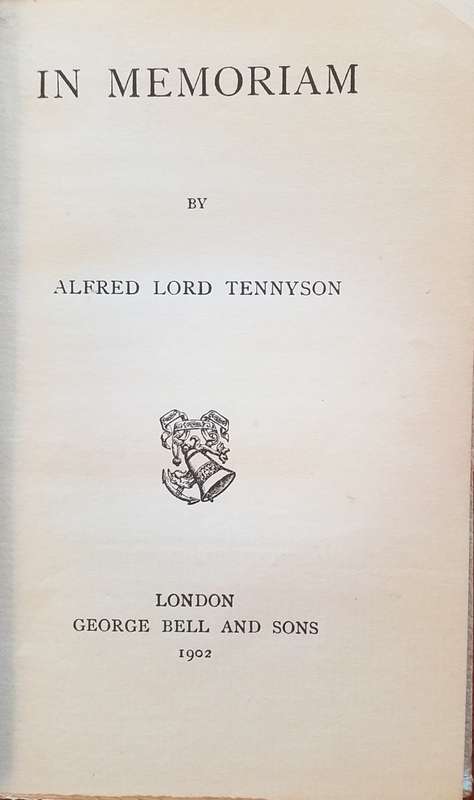 IN MEMORIAM
BY
ALFRED LORD TENNYSON
LONDON
GEORGE BELL AND SONS
1902